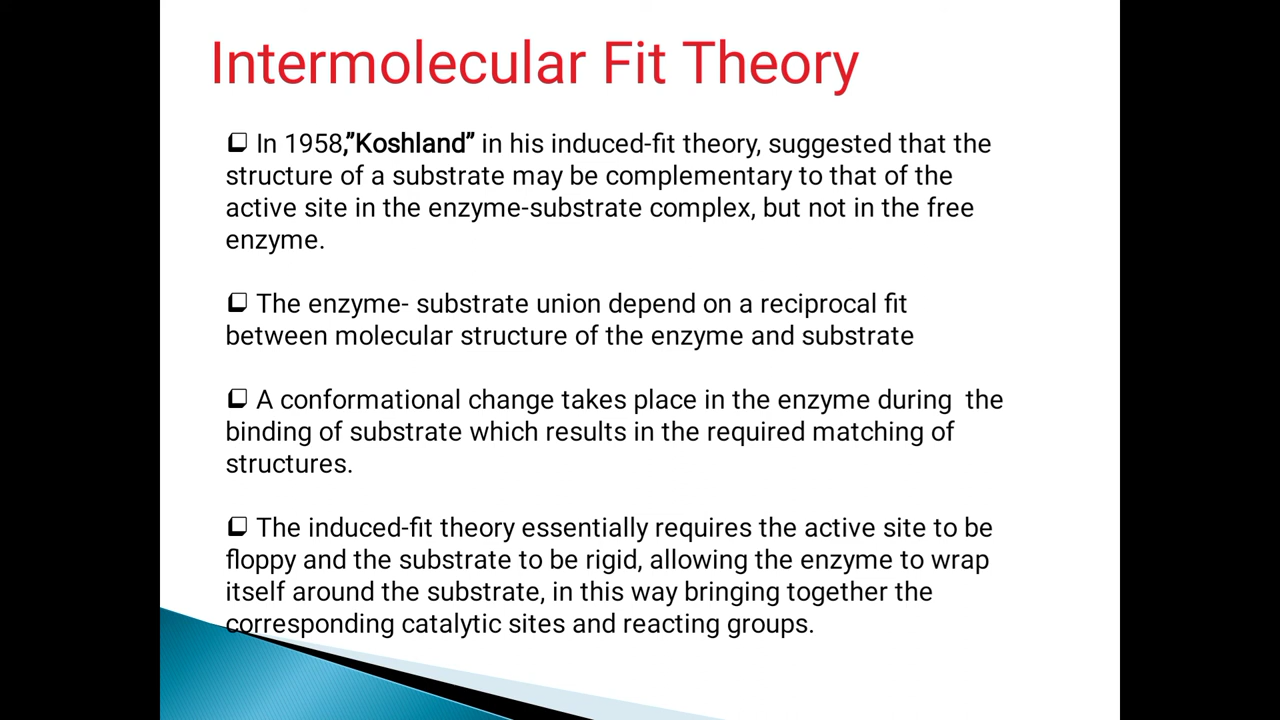 Intermolecular Fit Theory
❑ In 1958,”Koshland” in his induced-fit theory, suggested that the
structure of a substrate may be complementary to that of the
active site in the enzyme-substrate complex, but not in the free
enzyme.
❑ The enzyme- substrate union depend on a reciprocal fit
between molecular structure of the enzyme and substrate
❑ A conformational change takes place in the enzyme during  the
binding of substrate which results in the required matching of
structures.
❑ The induced-fit theory essentially requires the active site to be
floppy and the substrate to be rigid, allowing the enzyme to wrap
itself around the substrate, in this way bringing together the
corresponding catalytic sites and reacting groups.